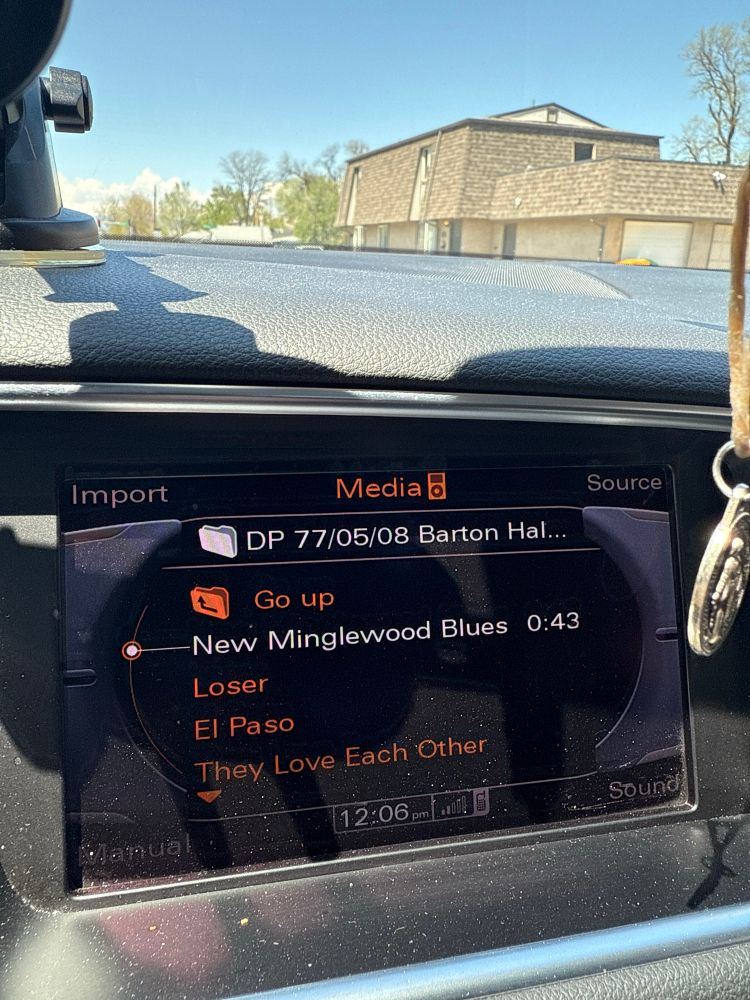 Import
Media
Source
DP 77/05/08 Barton Hal...
Go up
New Minglewood Blues 0:43
Loser
El Paso
They Love Each Other
12:06 pm
Sound
Manual